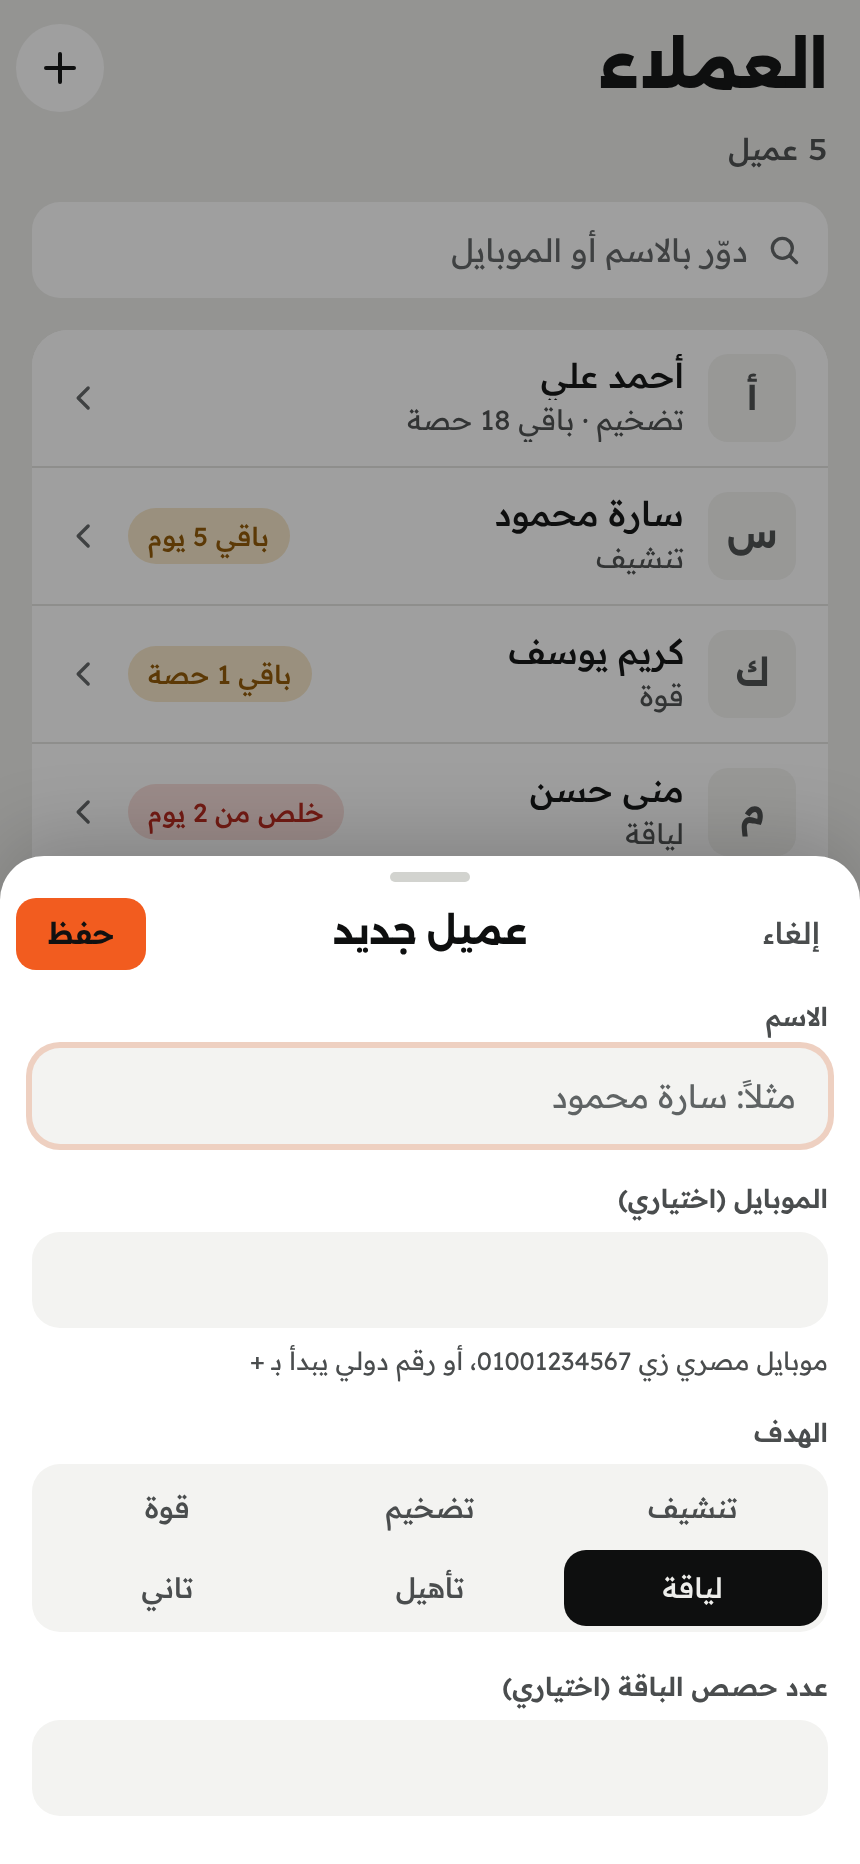 العملاء
5 عميل
دوّر بالاسم أو الموبايل
أ
أحمد علي
تضخيم · باقي 18 حصة
س
سارة محمود
تنشيف
باقي 5 يوم
ك
كريم يوسف
قوة
باقي 1 حصة
م
منى حسن
لياقة
خلص من 2 يوم
إلغاء
عميل جديد
حفظ
الاسم
مثلاً: سارة محمود
الموبايل (اختياري)
موبايل مصري زي 01001234567، أو رقم دولي يبدأ بـ +
الهدف
تنشيف
تضخيم
قوة
لياقة
تأهيل
تاني
عدد حصص الباقة (اختياري)